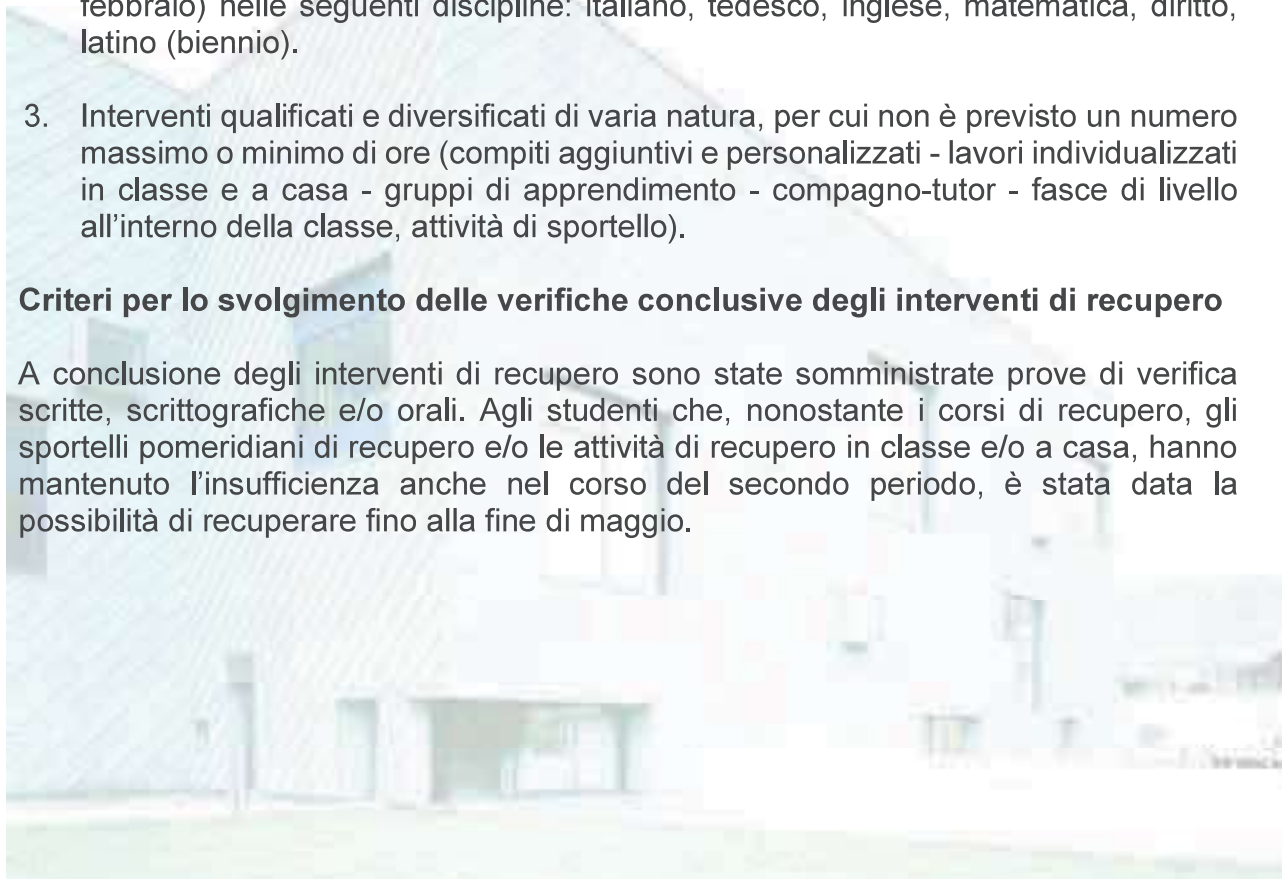 febbraio) nelle seguenti discipline: italiano, tedesco, inglese, matematica, diritto,
latino (biennio).
3. Interventi qualificati e diversificati di varia natura, per cui non è previsto un numero
massimo o minimo di ore (compiti aggiuntivi e personalizzati - lavori individualizzati
in classe e a casa - gruppi di apprendimento - compagno-tutor - fasce di livello
all’interno della classe, attività di sportello).
Criteri per lo svolgimento delle verifiche conclusive degli interventi di recupero
A conclusione degli interventi di recupero sono state somministrate prove di verifica
scritte, scrittografiche e/o orali. Agli studenti che, nonostante i corsi di recupero, gli
sportelli pomeridiani di recupero e/o le attività di recupero in classe e/o a casa, hanno
mantenuto l’insufficienza anche nel corso del secondo periodo, è stata data la
possibilità di recuperare fino alla fine di maggio.